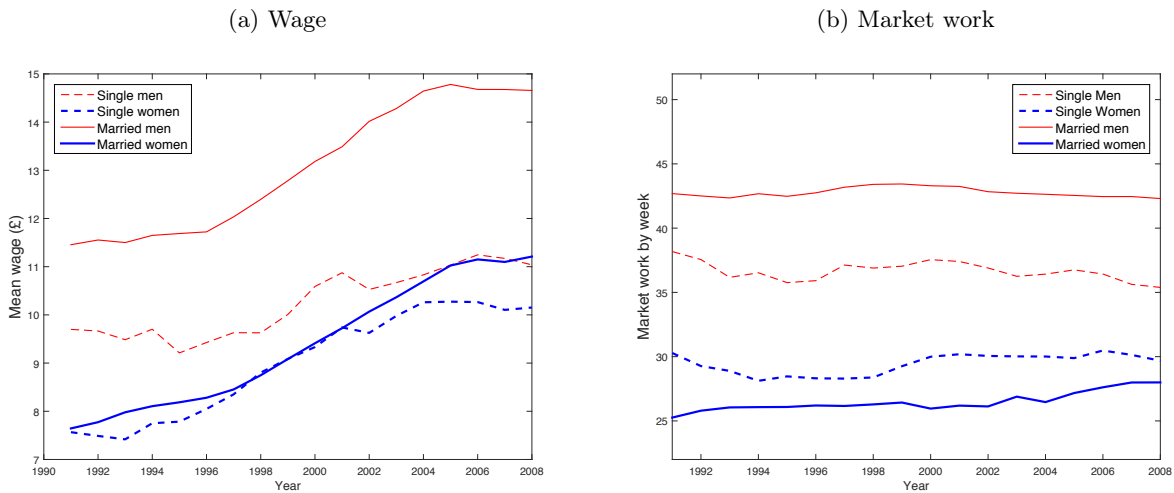 (a) Wage
15
14
13
12
11
10
9
8
7
Mean wage (£)
Single men
Single women
Married men
Married women
1990 1992 1994 1996 1998 2000 2002 2004 2006 2008
Year
(b) Market work
50
45
40
35
30
25
Market work by week
Single Men
Single Women
Married men
Married women
1992 1994 1996 1998 2000 2002 2004 2006 2008
Year